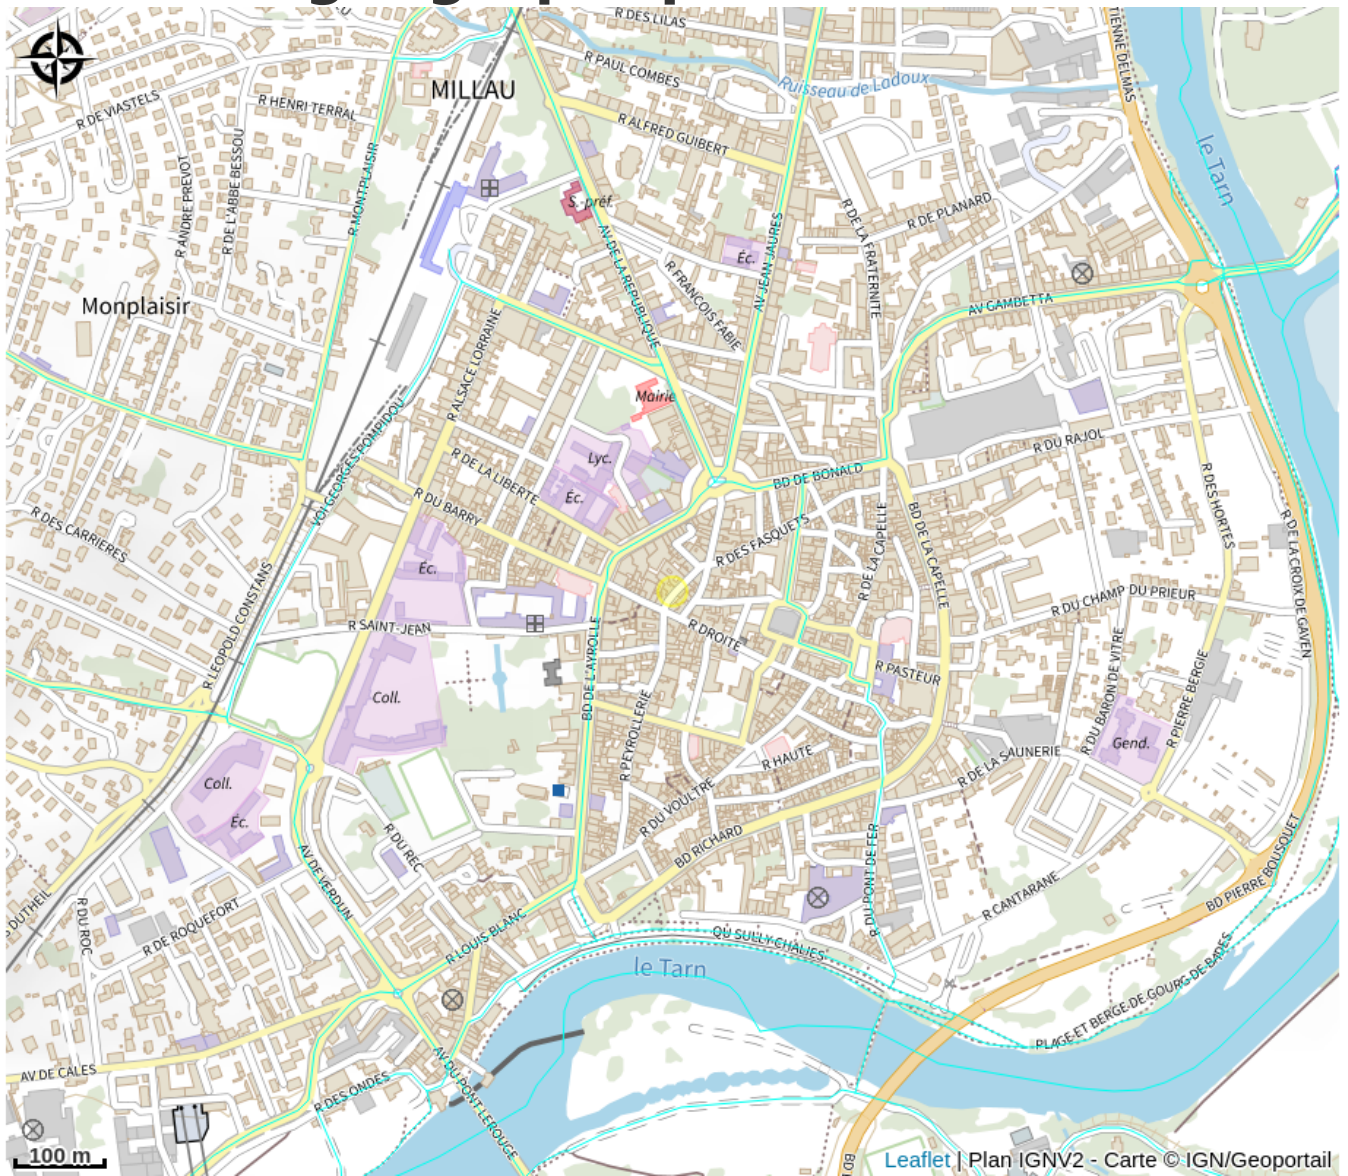 R DES LILAS
R PAUL COMBES
Ruisseau de Ladoux
TIENNE DELMAS
MILLAU
R DE VIASTELS
R HENRI TERRAL
R ALFRED GUIBERT
le Tarn
R ANDRE PREVOT
R DE L'ABBE BESSOU
R MONTPLAISIR
S.-préf.
R DE PLANARD
R DE LA FRATERNITE
AV DE LA REPUBLIQUE
R FRANCOIS FABIE
Éc.
AV JEAN JAURES
Monplaisir
AV GAMBETTA
R ALSACE LORRAINE
Mairie
VOI GEORGES POMPIDOU
R DE LA LIBERTE
Lyc.
Éc.
BD DE BONALD
R DU RAJOL
R DU BARRY
R DES HORTES
R DES CARRIERES
R DES FASQUETS
R DE LA CAPELLE
BD DE LA CAPELLE
R DE LA CROIX DE GAVEN
Éc.
R LEOPOLD CONSTANS
R SAINT-JEAN
R DROITE
R DU CHAMP DU PRIEUR
R PASTEUR
BD DE L'AYROLLE
Coll.
R PEYROLLERIE
R DU BARON DE VITRE
R PIERRE BERGIE
Gend.
R HAUTE
R DE LA SAUNERIE
Coll.
Éc.
R DU VOULTRE
BD RICHARD
R DU REC
AV DE VERDUN
R DU PONT DE FER
BD PIERRE BOUSQUET
R CANTARANE
S DUTHEIL
R DU ROC
R DE ROQUEFORT
R LOUIS BLANC
QU SULLY CHALIES
le Tarn
PLAGE ET BERGE DE GOURG DE BADES
AV DE CALES
R DES ONDES
AV DU PONT LEROUGE
100 m
Leaflet | Plan IGNV2 - Carte © IGN/Geoportail